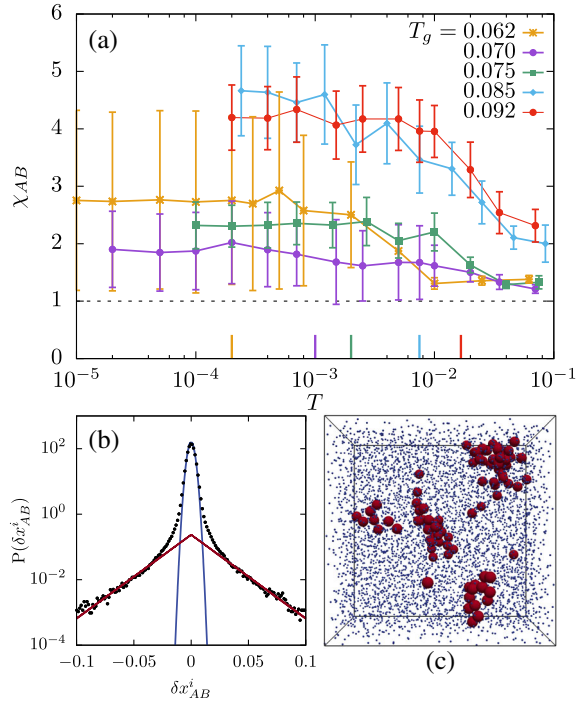 (a)
T_g = 0.062
0.070
0.075
0.085
0.092
χ_AB
6
5
4
3
2
1
0
10^−5 10^−4 10^−3 10^−2 10^−1
T
(b)
P(δx^i_AB)
10^2
10^0
10^−2
10^−4
−0.1 −0.05 0 0.05 0.1
δx^i_AB
(c)